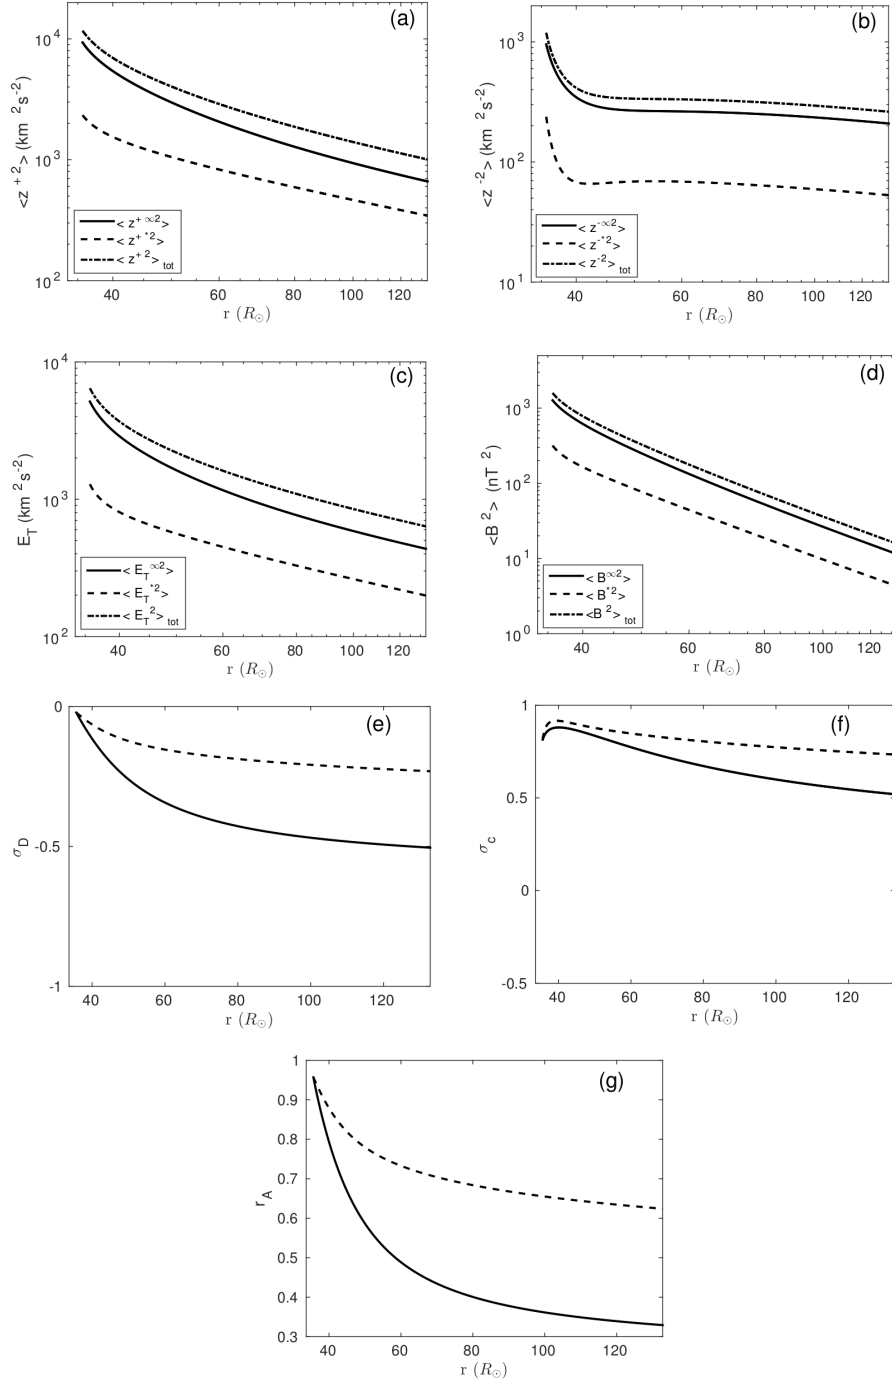 (a)
10^4
10^3
10^2
<z^{+2}> (km^2 s^{-2})
< z^{+∞2}>
< z^{+*2}>
< z^{+2}>_{tot}
40 60 80 100 120
r (R_⊙)
(b)
10^3
10^2
10^1
<z^{-2}> (km^2 s^{-2})
< z^{-∞2}>
< z^{-*2}>
< z^{-2}>_{tot}
40 60 80 100 120
r (R_⊙)
(c)
10^4
10^3
10^2
E_T (km^2 s^{-2})
< E_T^{∞2}>
< E_T^{*2}>
< E_T^2>_{tot}
40 60 80 100 120
r (R_⊙)
(d)
10^3
10^2
10^1
10^0
<B^2> (nT^2)
< B^{∞2}>
< B^{*2}>
<B^2>_{tot}
40 60 80 100 120
r (R_⊙)
(e)
0
-0.5
-1
σ_D
40 60 80 100 120
r (R_⊙)
(f)
1
0.5
0
-0.5
σ_c
40 60 80 100 120
r (R_⊙)
(g)
1
0.9
0.8
0.7
0.6
0.5
0.4
0.3
r_A
40 60 80 100 120
r (R_⊙)